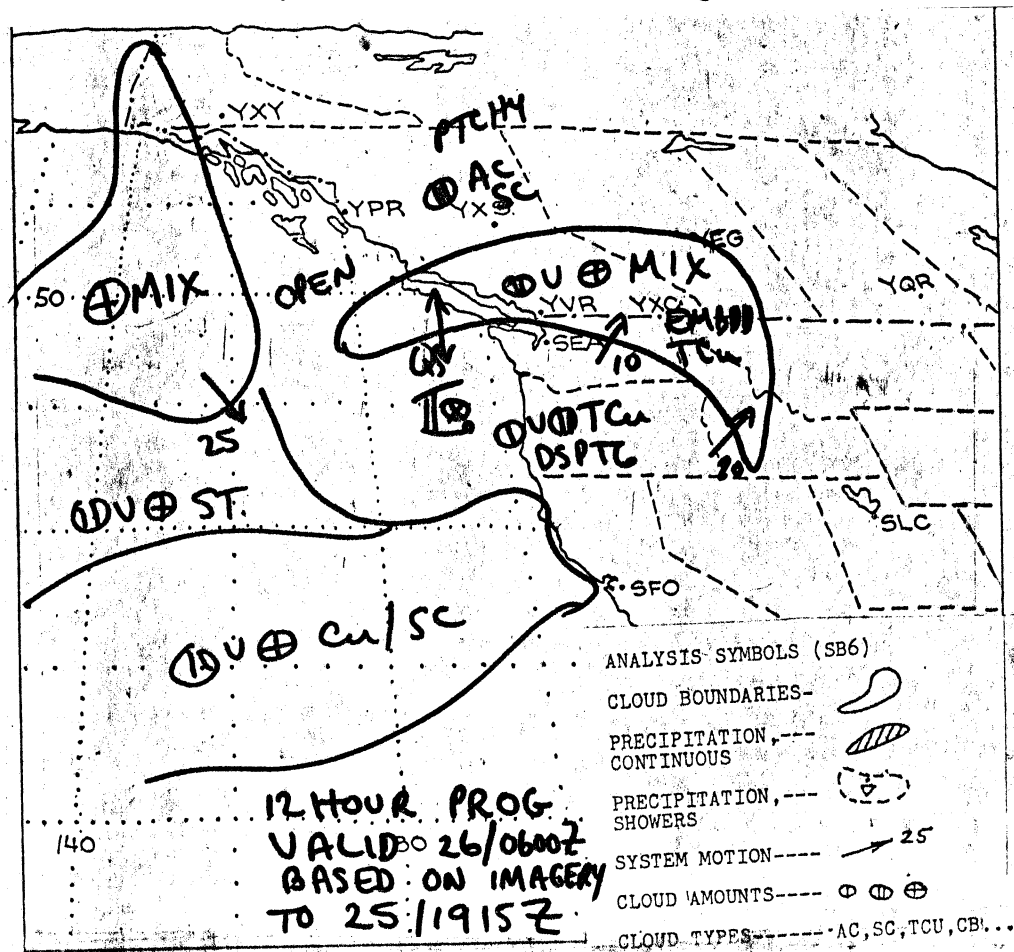 YXY
PTCHY
AC
SC
YPR
YXS
OPEN
50
⊕ MIX
YEG
U ⊕ MIX
YVR YXC
YQR
EMBDD
TCu
SEA
10
QS
25
U TCu
DSPTG
20
U ⊕ ST.
SLC
SFO
U ⊕ Cu/SC
ANALYSIS SYMBOLS (SB6)
CLOUD BOUNDARIES-
PRECIPITATION,---
CONTINUOUS
PRECIPITATION,---
SHOWERS
SYSTEM MOTION---- 25
CLOUD AMOUNTS----
CLOUD TYPES-------AC,SC,TCU,CB...
12 HOUR PROG
140
VALID 26/0600Z
BASED ON IMAGERY
TO 25/1915Z